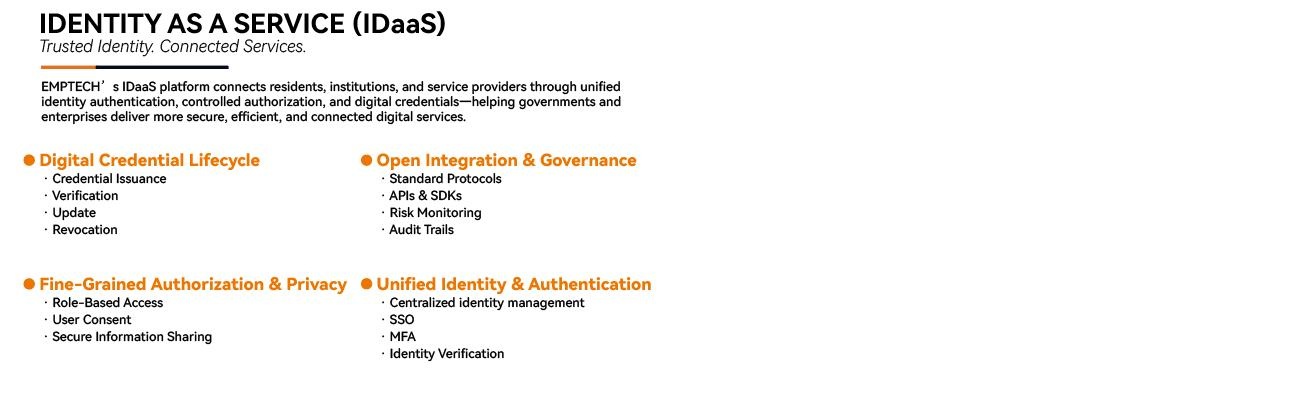 IDENTITY AS A SERVICE (IDaaS)
Trusted Identity. Connected Services.
EMPTECH’s IDaaS platform connects residents, institutions, and service providers through unified
identity authentication, controlled authorization, and digital credentials—helping governments and
enterprises deliver more secure, efficient, and connected digital services.
● Digital Credential Lifecycle
· Credential Issuance
· Verification
· Update
· Revocation
● Open Integration & Governance
· Standard Protocols
· APIs & SDKs
· Risk Monitoring
· Audit Trails
● Fine-Grained Authorization & Privacy
· Role-Based Access
· User Consent
· Secure Information Sharing
● Unified Identity & Authentication
· Centralized identity management
· SSO
· MFA
· Identity Verification